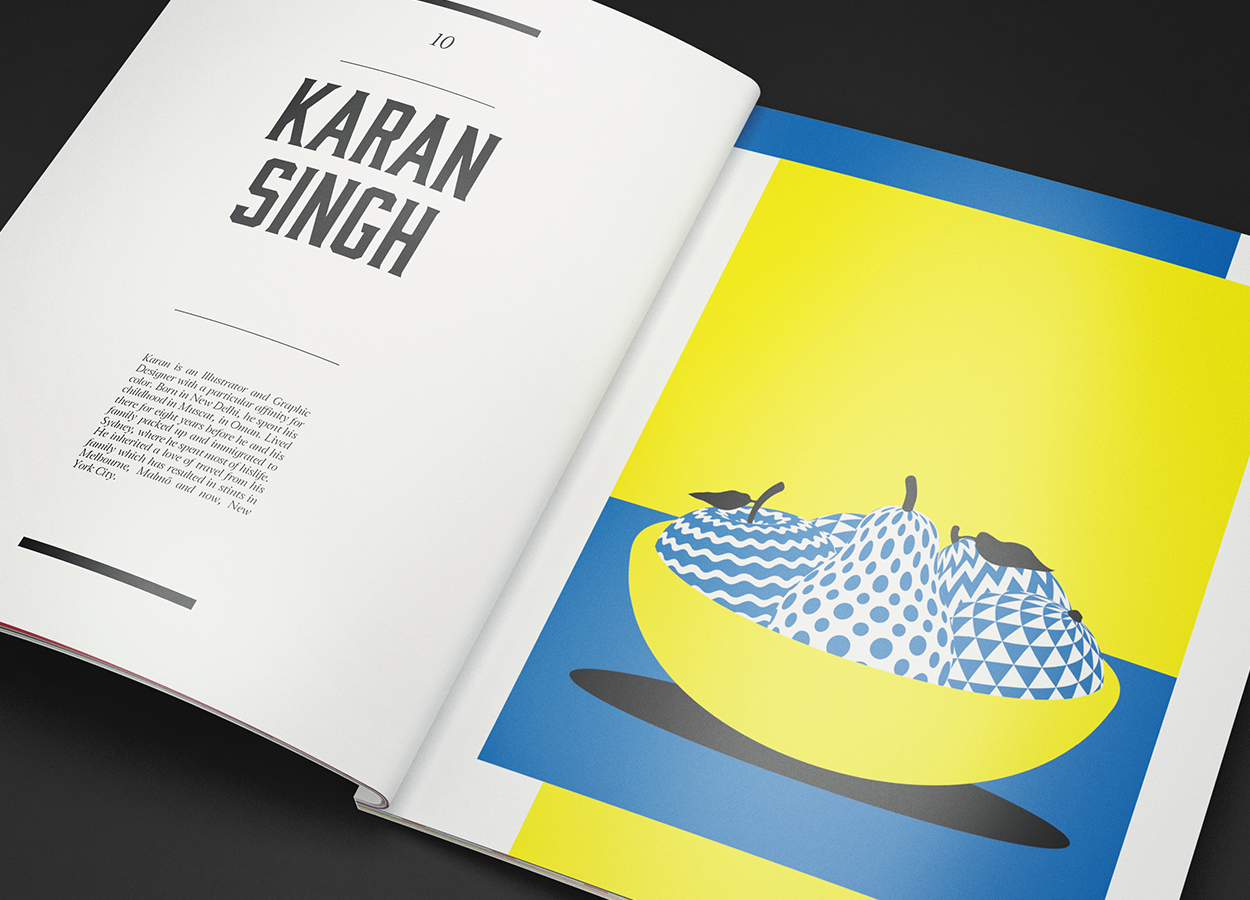 10
KARAN
SINGH
Karan is an Illustrator and Graphic
Designer with a particular affinity for
color. Born in New Delhi, he spent his
childhood in Muscat, in Oman. Lived
there for eight years before he and his
family packed up and immigrated to
Sydney, where he spent most of hislife.
He inherited a love of travel from his
family which has resulted in stints in
Melbourne, Malmö and now, New
York City.